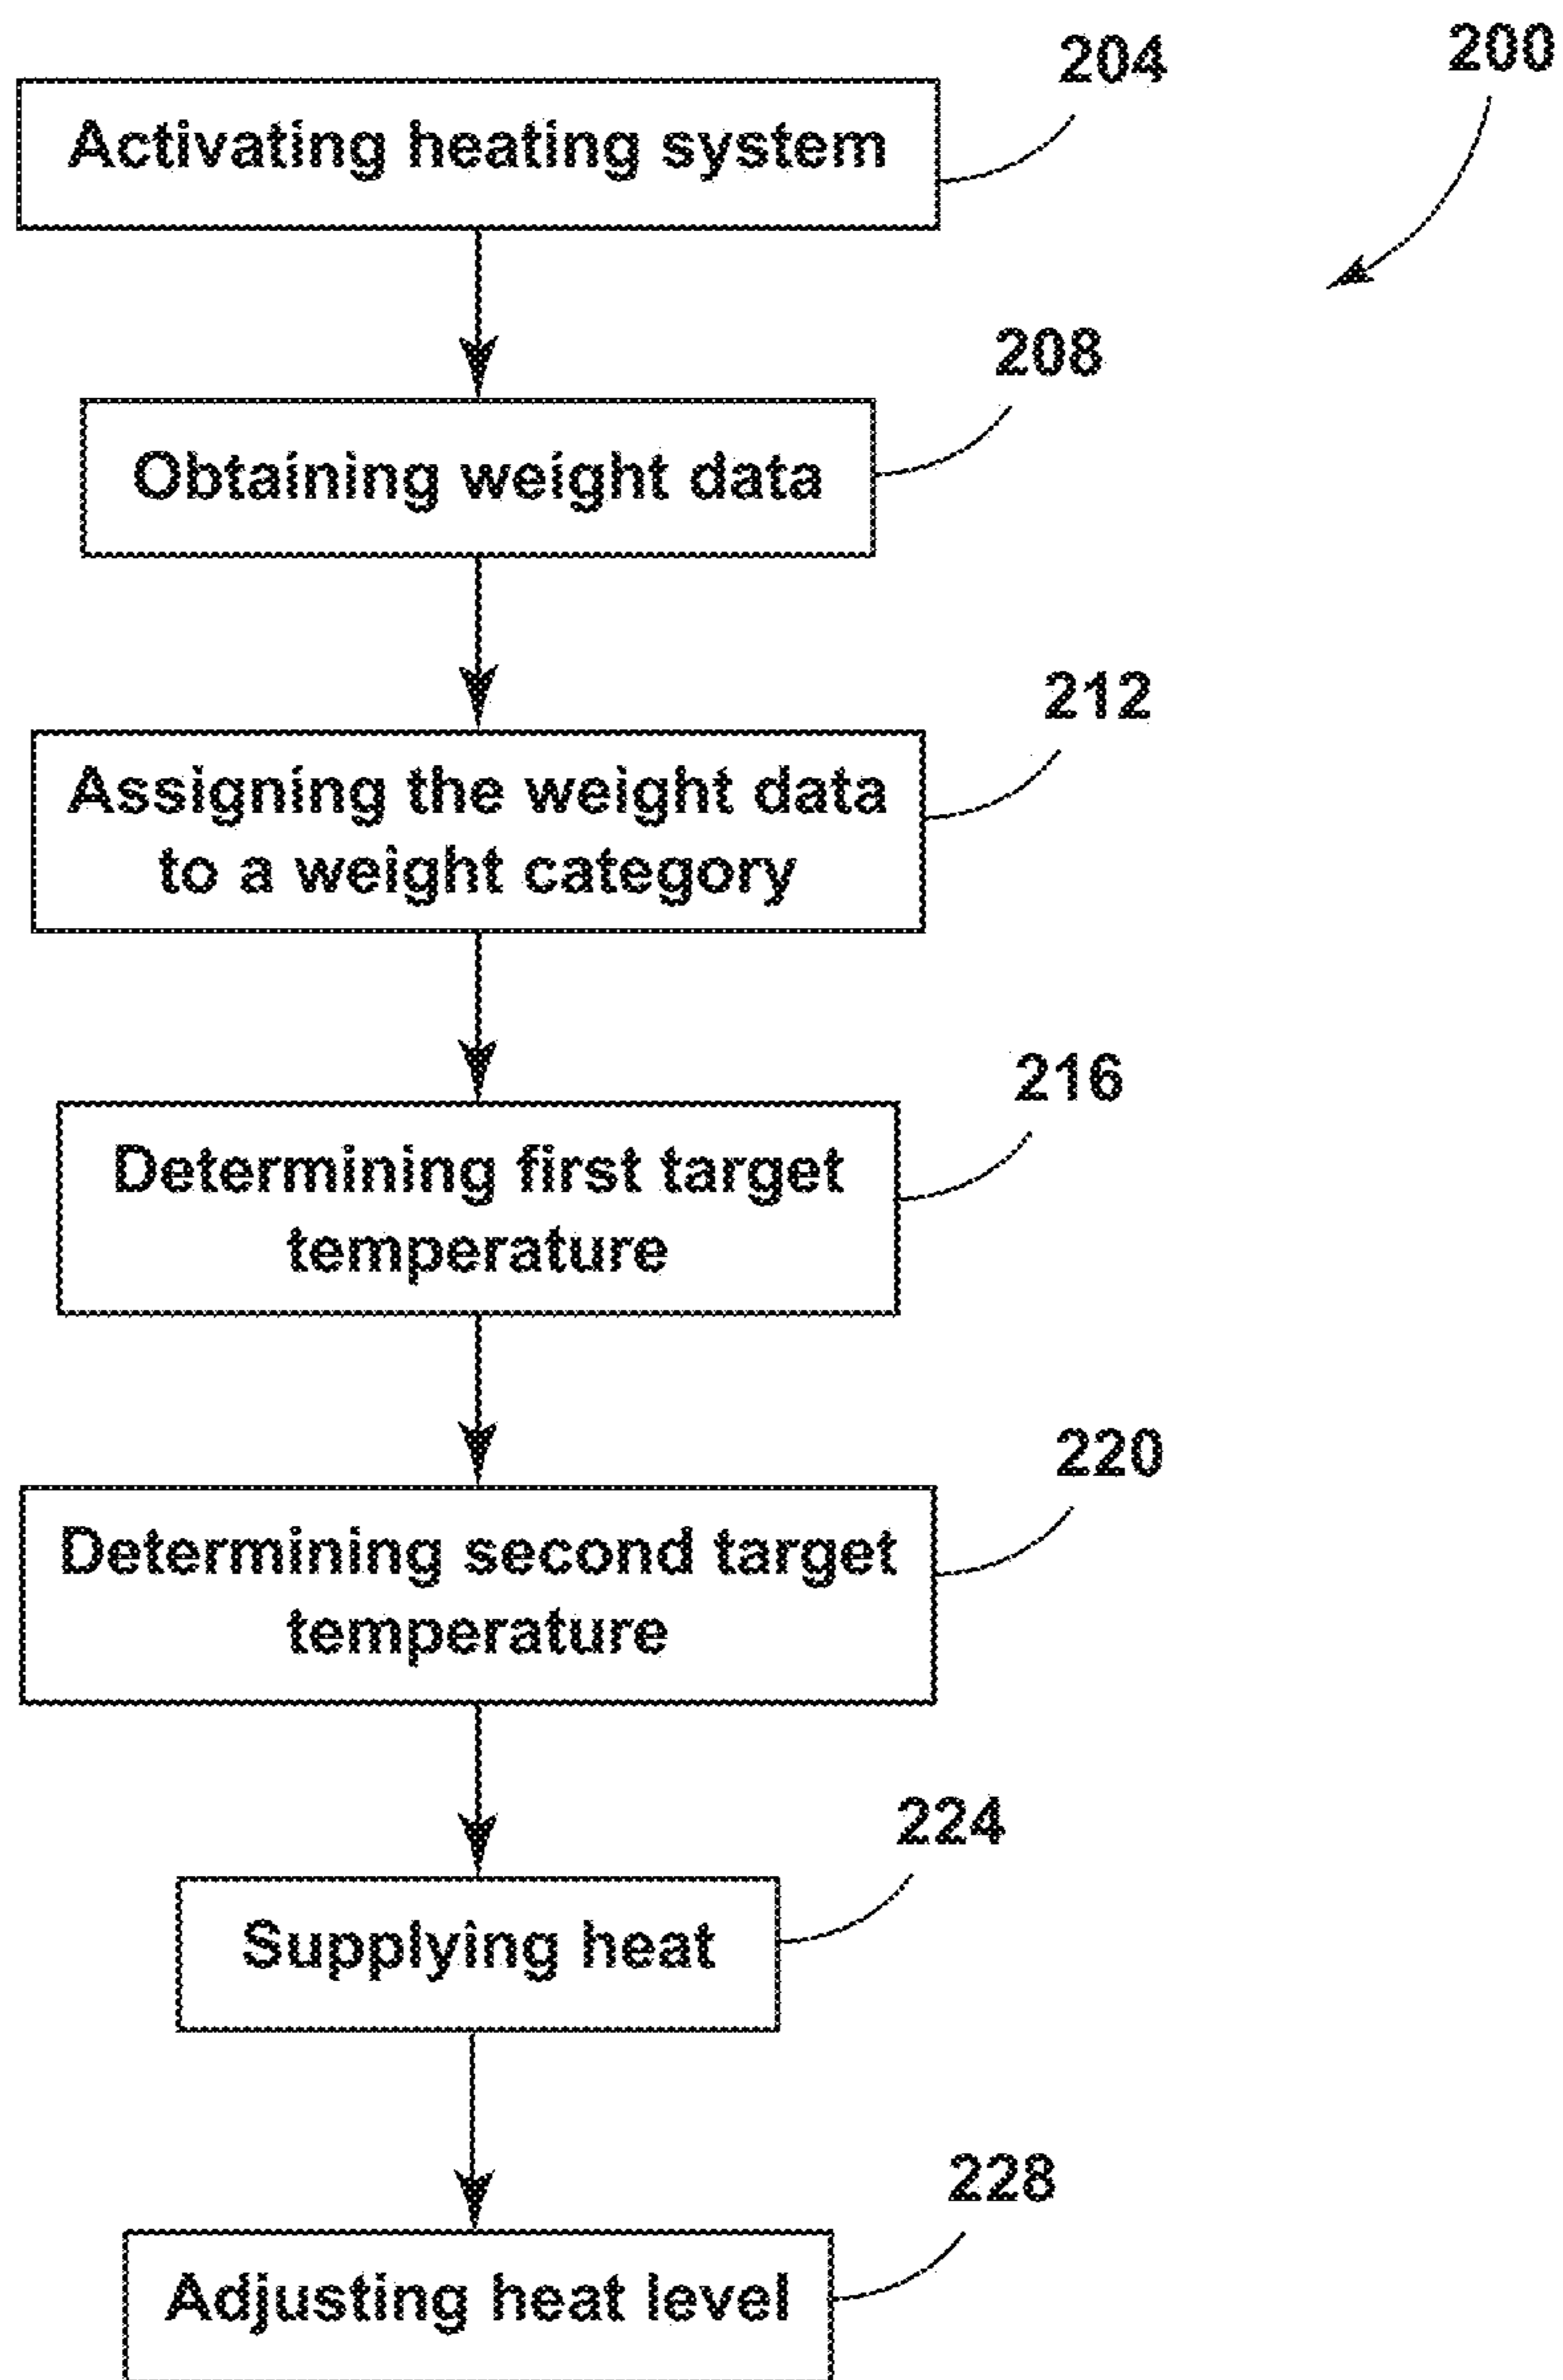 200
204
Activating heating system
208
Obtaining weight data
212
Assigning the weight data
to a weight category
216
Determining first target
temperature
220
Determining second target
temperature
224
Supplying heat
228
Adjusting heat level